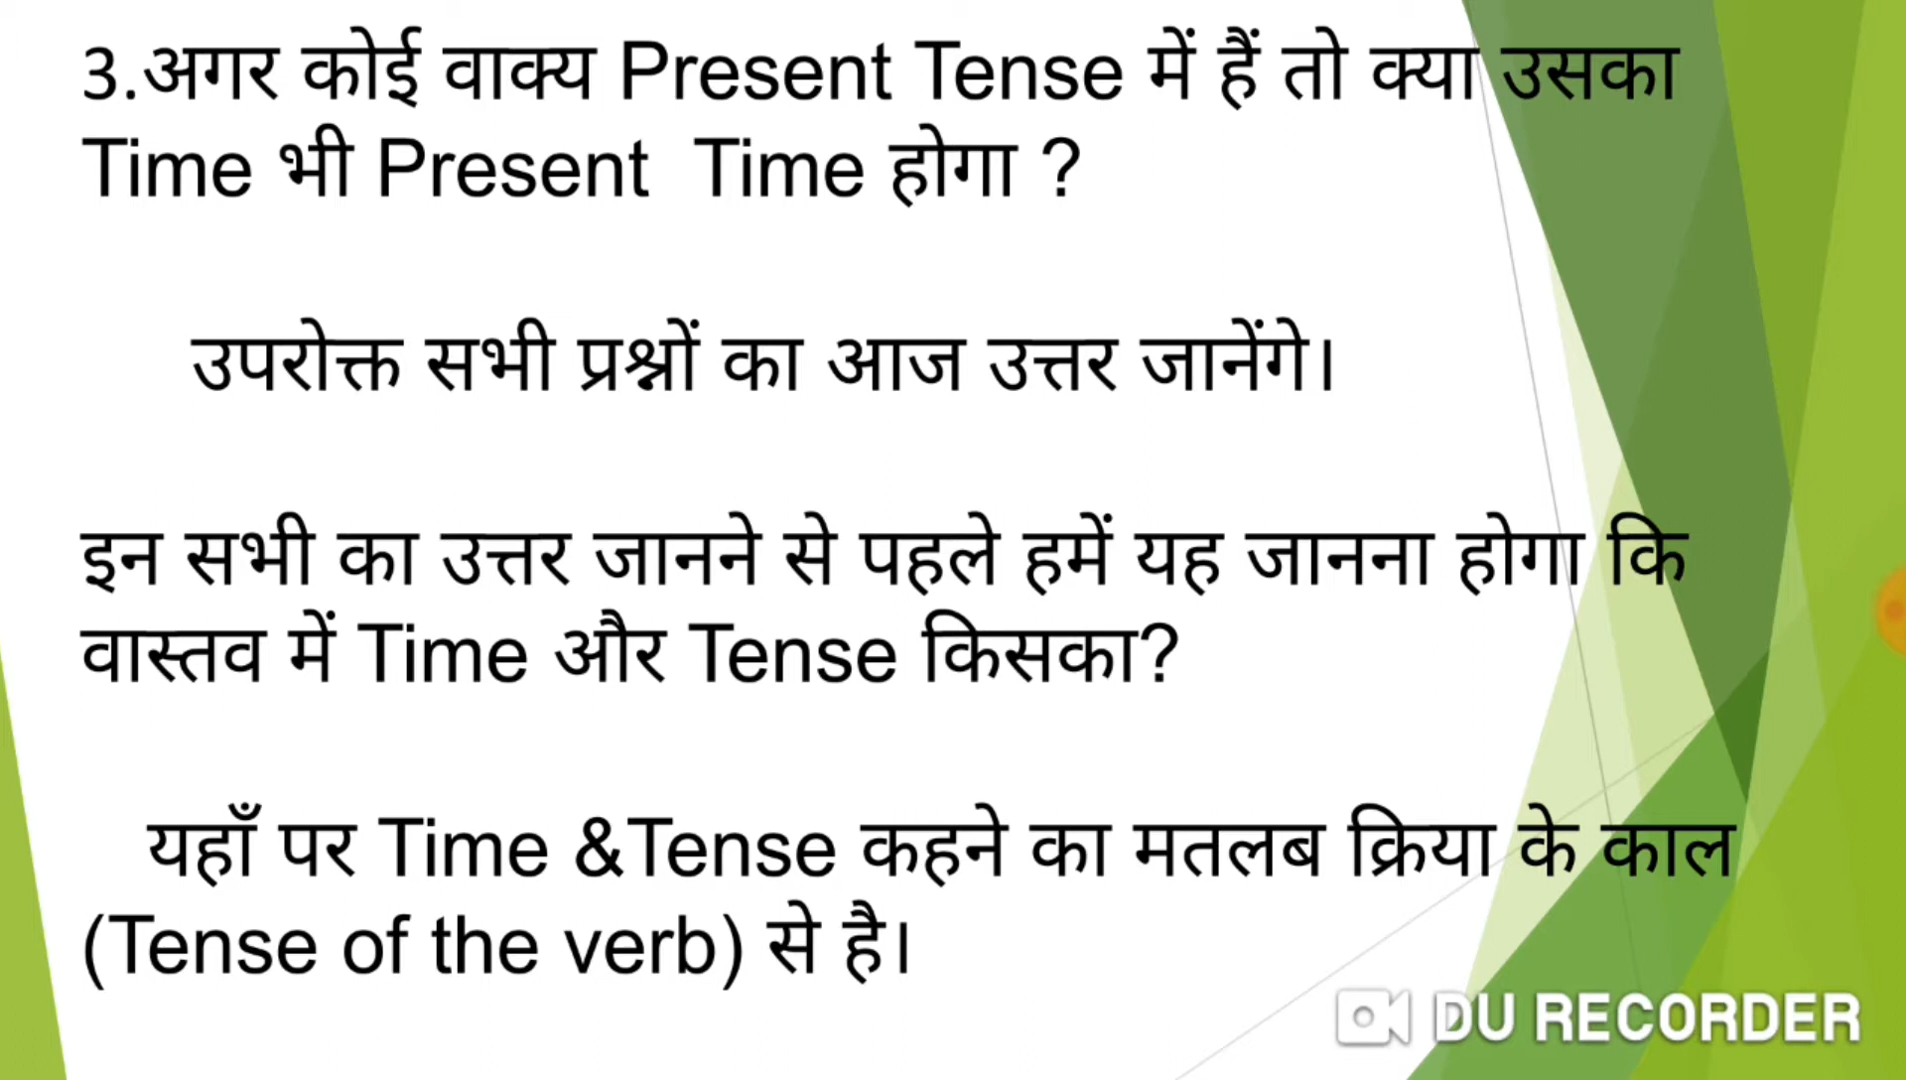 3.अगर कोई वाक्य Present Tense में हैं तो क्या उसका
Time भी Present  Time होगा ?
उपरोक्त सभी प्रश्नों का आज उत्तर जानेंगे।
इन सभी का उत्तर जानने से पहले हमें यह जानना होगा कि
वास्तव में Time और Tense किसका?
यहाँ पर Time &Tense कहने का मतलब क्रिया के काल
(Tense of the verb) से है।
DU RECORDER